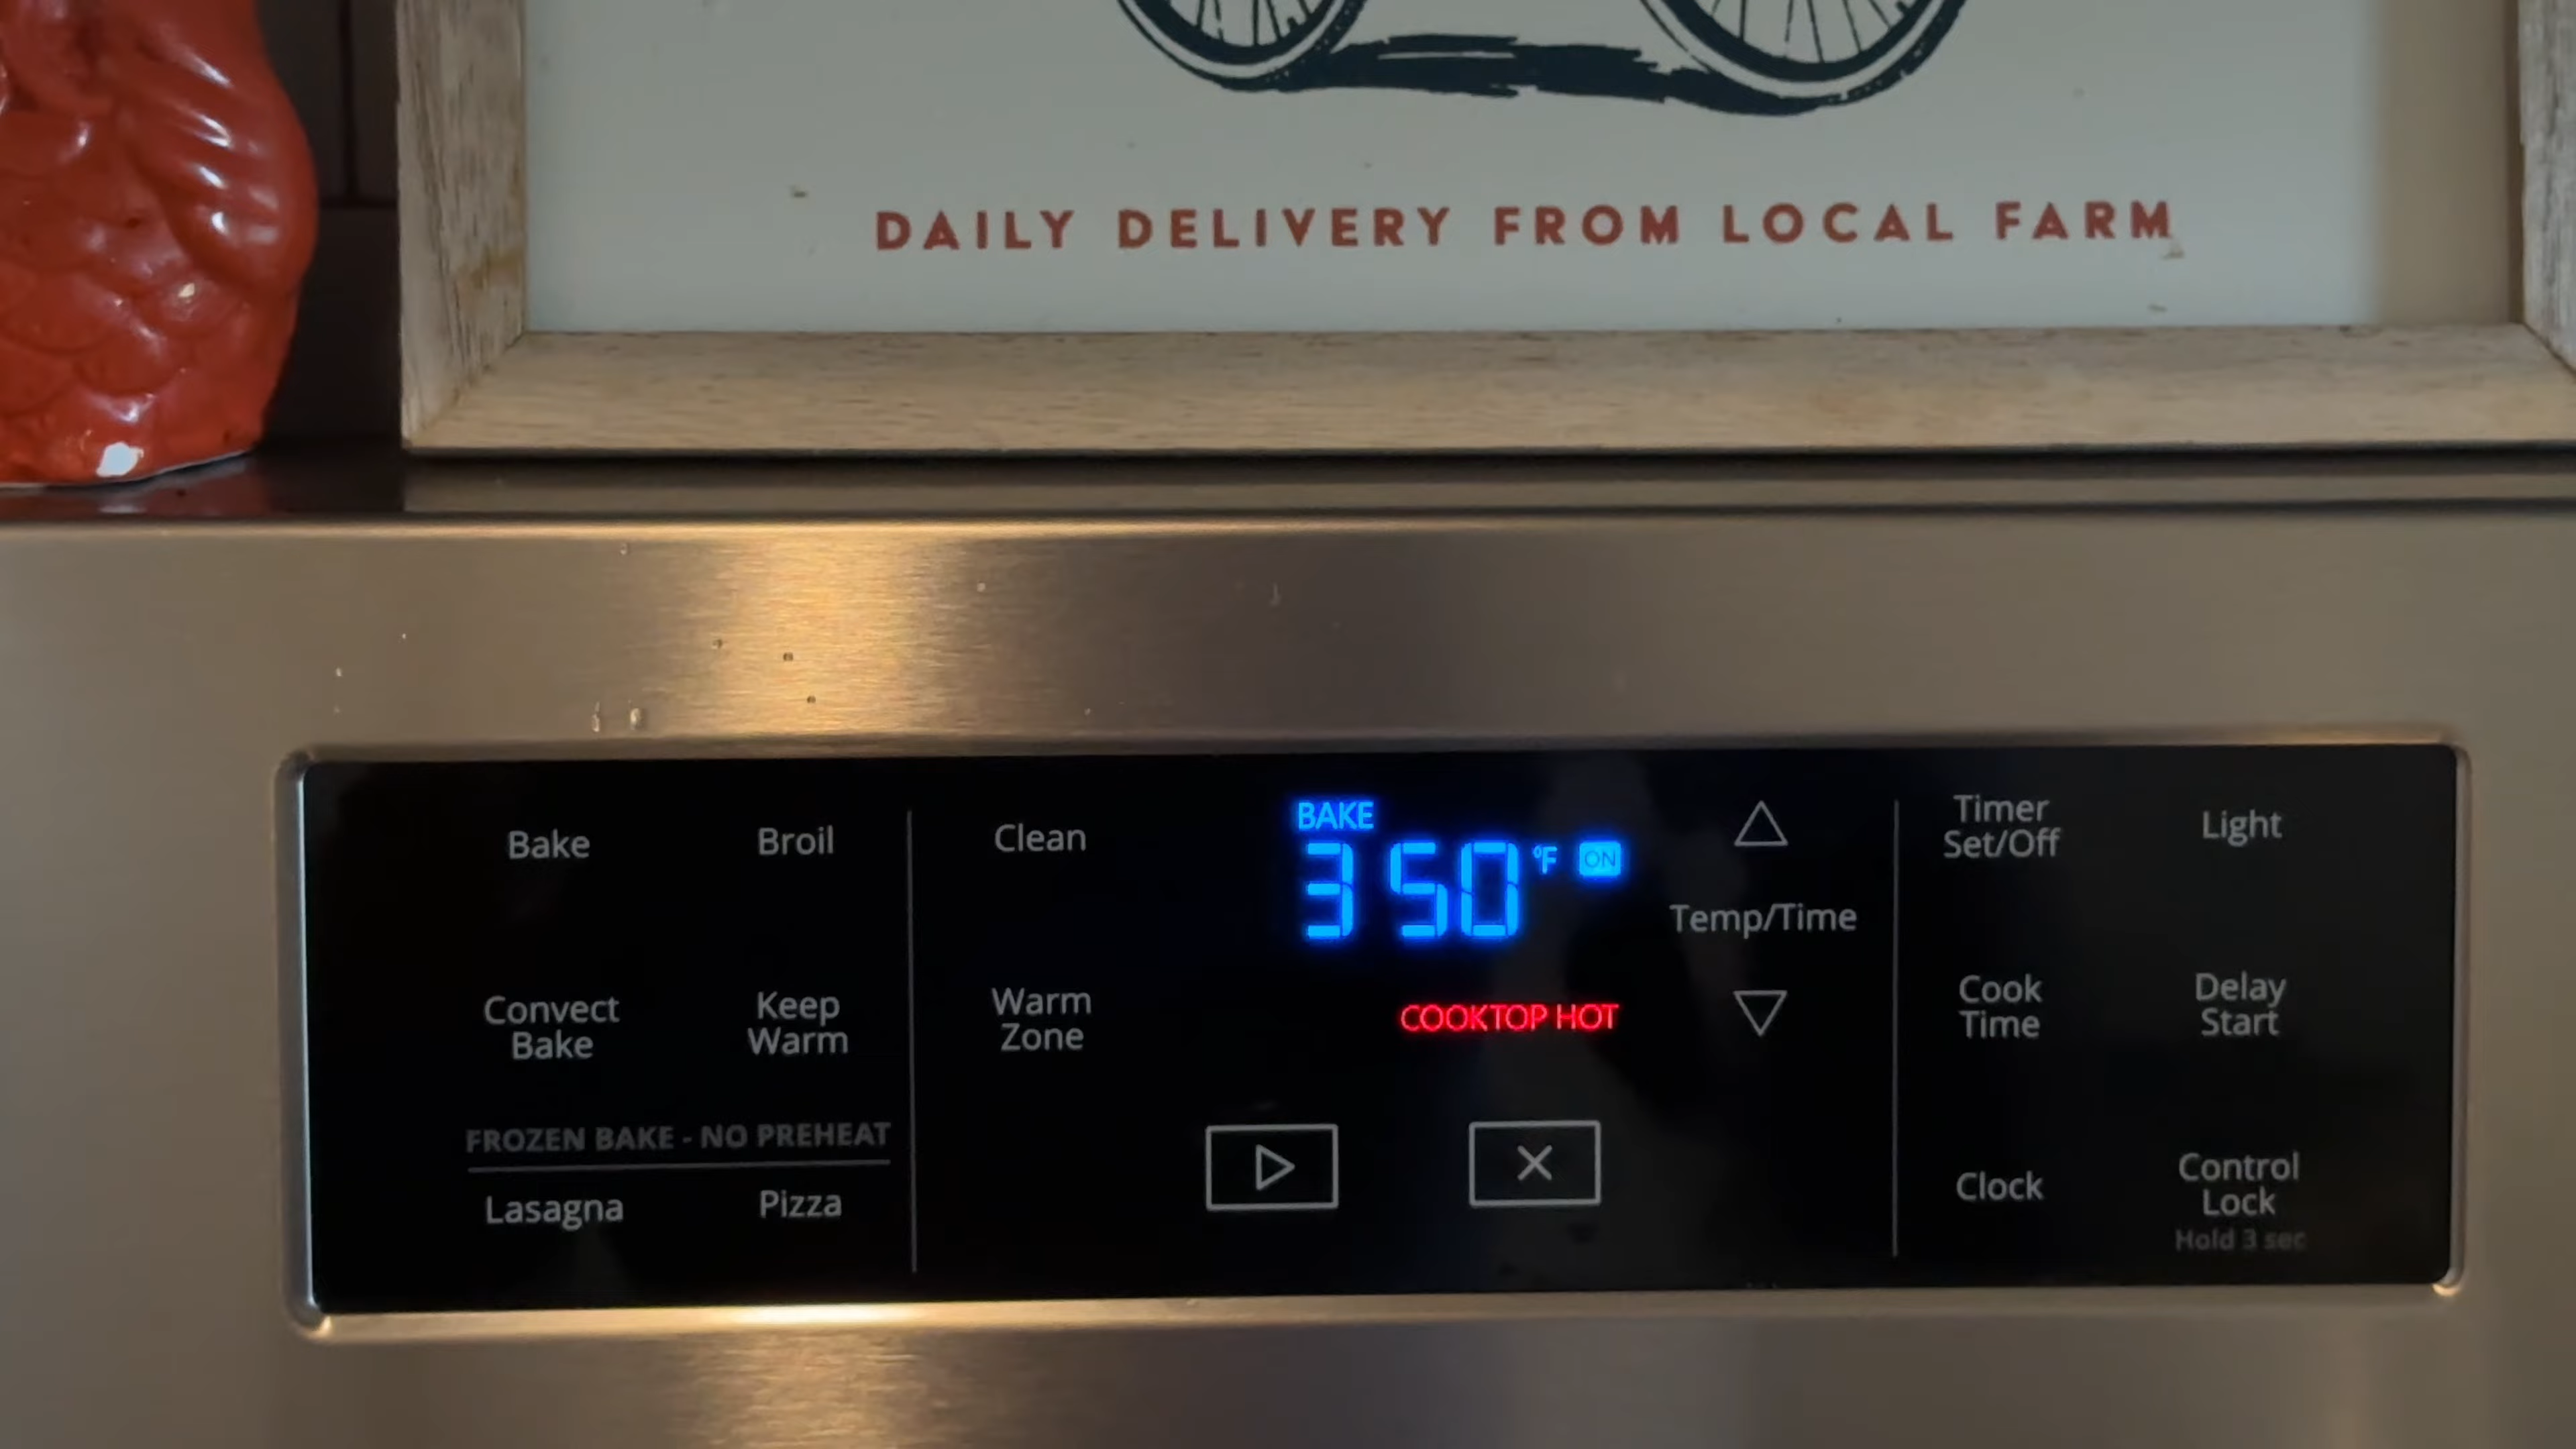 DAILY DELIVERY FROM LOCAL FARM
Bake
Broil
Convect
Bake
Keep
Warm
FROZEN BAKE - NO PREHEAT
Lasagna
Pizza
Clean
Warm
Zone
BAKE
350°F ON
COOKTOP HOT
Temp/Time
Timer
Set/Off
Light
Cook
Time
Delay
Start
Clock
Control
Lock
Hold 3 sec